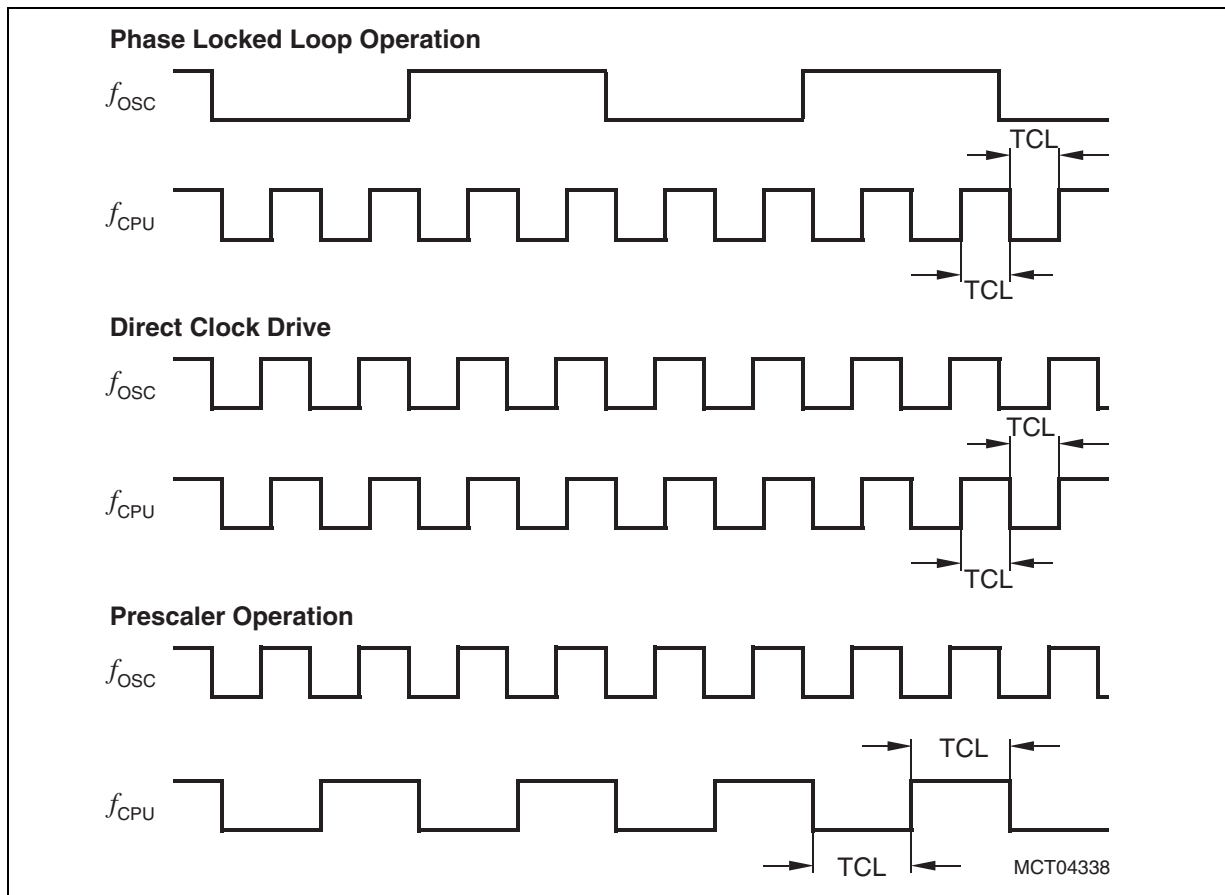 Phase Locked Loop Operation
fOSC
TCL
fCPU
TCL
Direct Clock Drive
fOSC
TCL
fCPU
TCL
Prescaler Operation
fOSC
TCL
fCPU
TCL
MCT04338